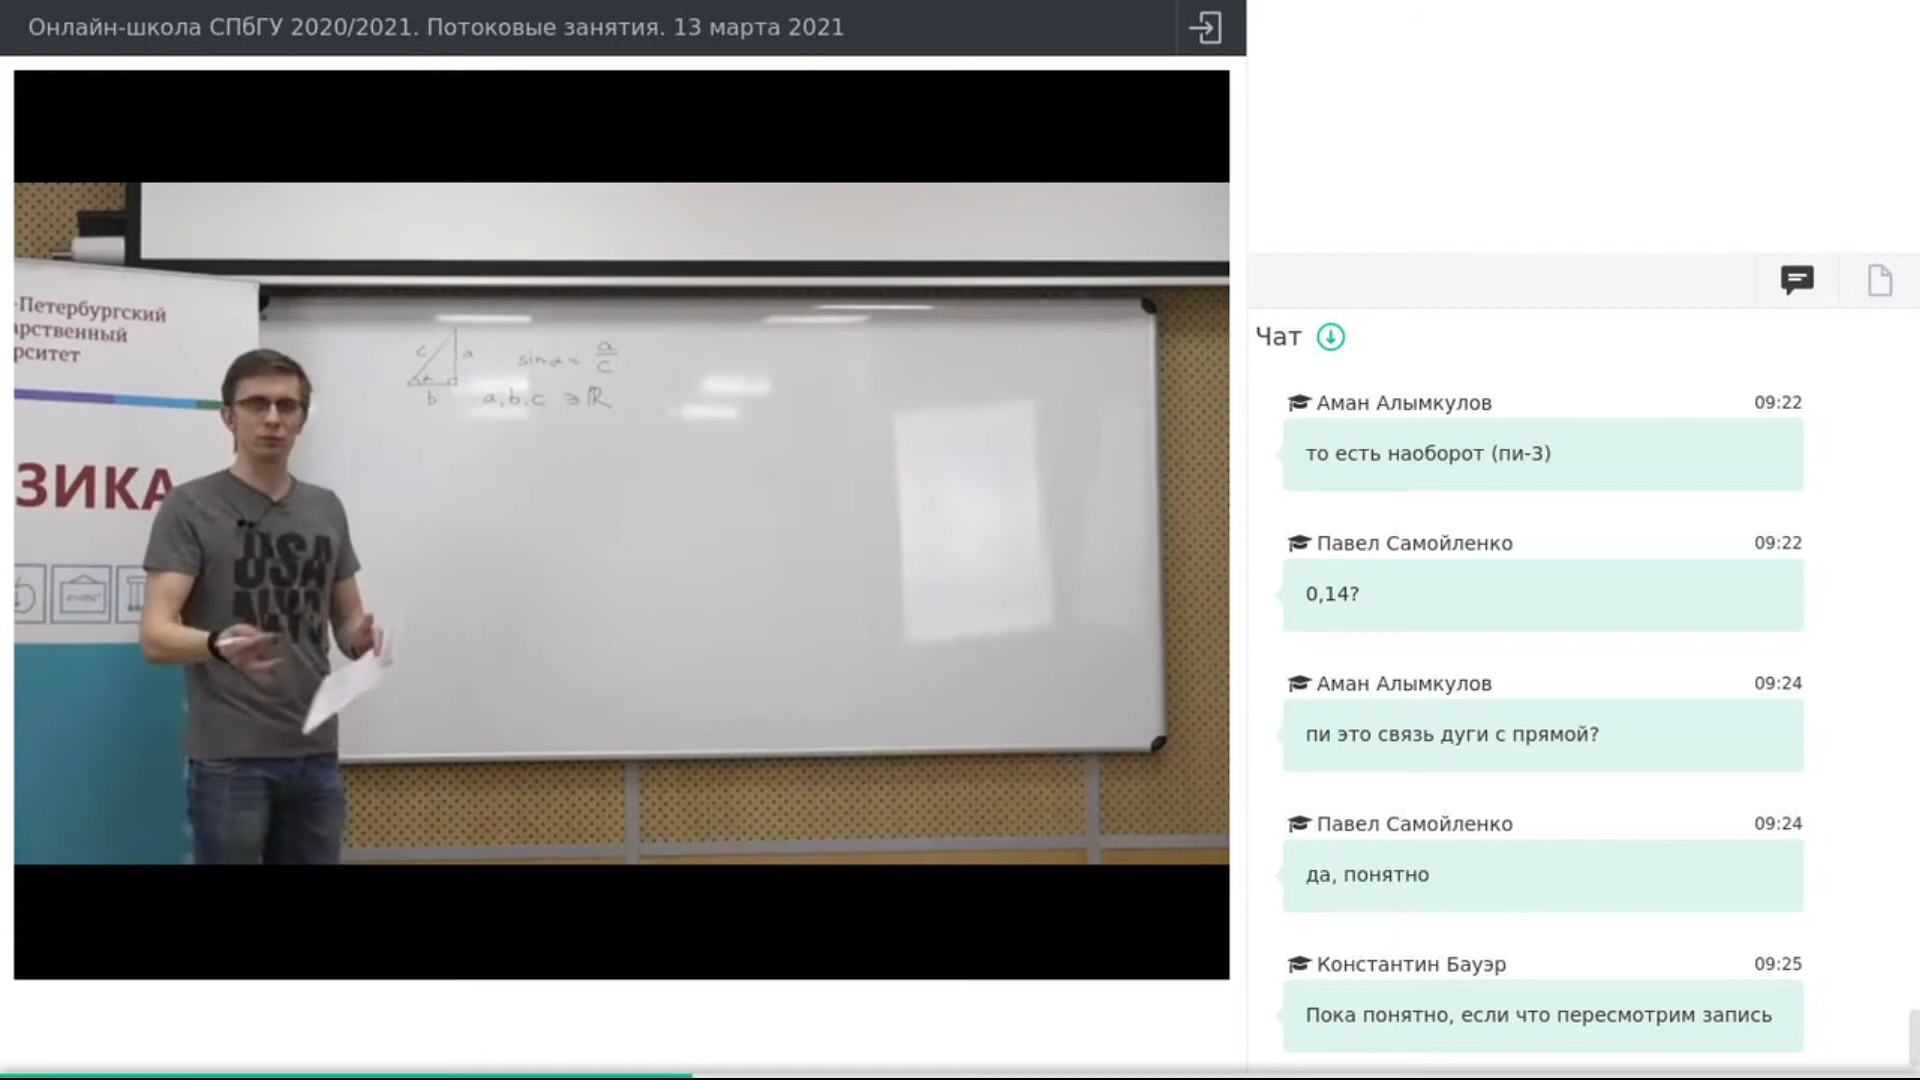 Онлайн-школа СПбГУ 2020/2021. Потоковые занятия. 13 марта 2021
-Петербургский
рственный
рситет
ЗИКА
USA
c
a
b
sin α = a/c
a, b, c ∋ ℝ
Чат
Аман Алымкулов 09:22
то есть наоборот (пи-3)
Павел Самойленко 09:22
0,14?
Аман Алымкулов 09:24
пи это связь дуги с прямой?
Павел Самойленко 09:24
да, понятно
Константин Бауэр 09:25
Пока понятно, если что пересмотрим запись